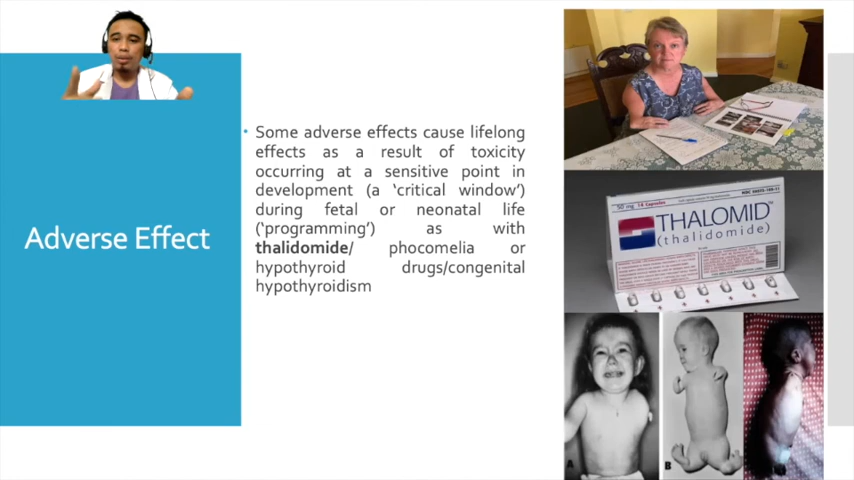 Adverse Effect
• Some adverse effects cause lifelong
effects as a result of toxicity
occurring at a sensitive point in
development (a ‘critical window’)
during fetal or neonatal life
(‘programming’) as with
thalidomide/ phocomelia or
hypothyroid drugs/congenital
hypothyroidism
50 mg 14 Capsules
THALOMID™
(thalidomide)
A
B